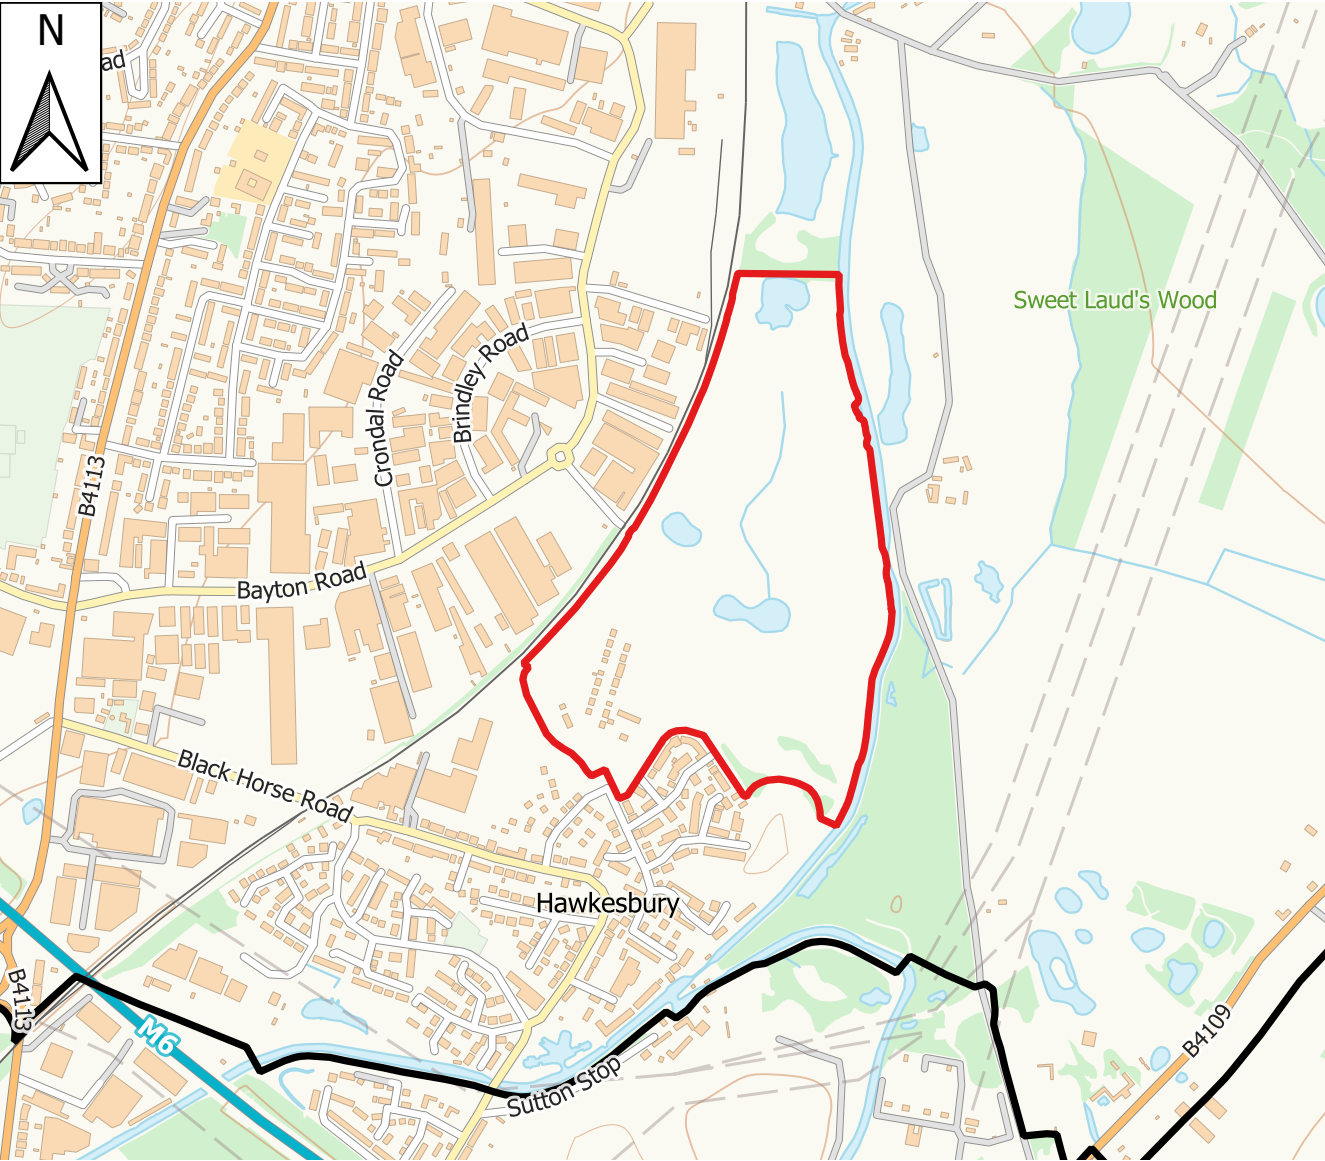 N
ad
Sweet Laud's Wood
Brindley Road
Crondal Road
B4113
Bayton Road
Black Horse Road
Hawkesbury
B4113
M6
B4109
Sutton Stop